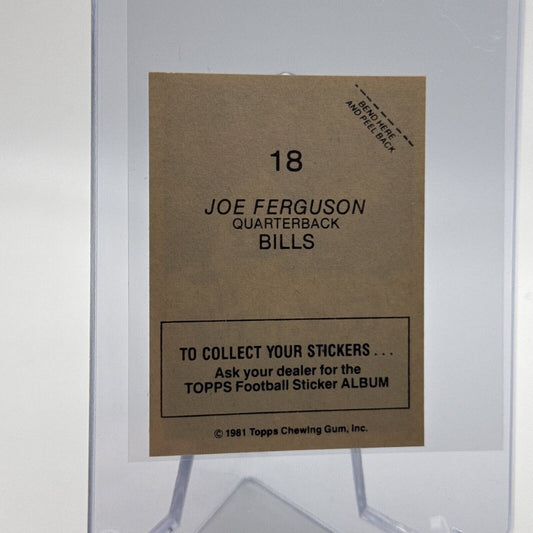 BEND HERE
AND PEEL BACK
18
JOE FERGUSON
QUARTERBACK
BILLS
TO COLLECT YOUR STICKERS...
Ask your dealer for the
TOPPS Football Sticker ALBUM
© 1981 Topps Chewing Gum, Inc.